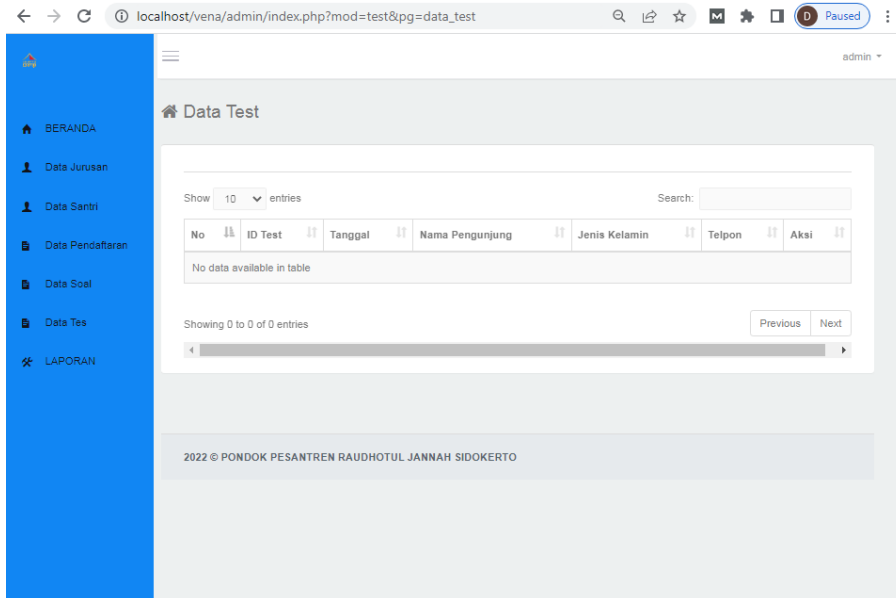 localhost/vena/admin/index.php?mod=test&pg=data_test
M
D Paused
admin
Data Test
BERANDA
Data Jurusan
Data Santri
Data Pendaftaran
Data Soal
Data Tes
LAPORAN
Show 10 entries Search:
No ID Test Tanggal Nama Pengunjung Jenis Kelamin Telpon Aksi
No data available in table
Showing 0 to 0 of 0 entries Previous Next
2022 © PONDOK PESANTREN RAUDHOTUL JANNAH SIDOKERTO